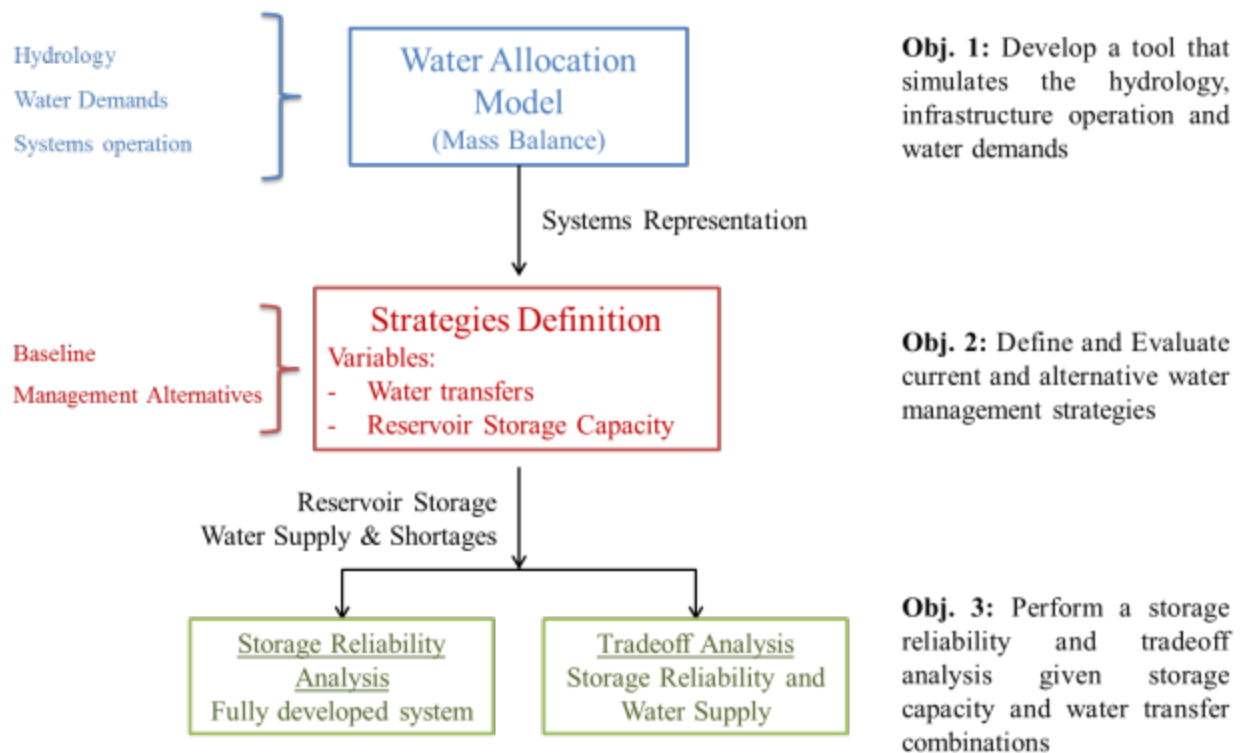 Hydrology
Water Demands
Systems operation
Water Allocation
Model
(Mass Balance)
Obj. 1: Develop a tool that
simulates the hydrology,
infrastructure operation and
water demands
Systems Representation
Baseline
Management Alternatives
Strategies Definition
Variables:
- Water transfers
- Reservoir Storage Capacity
Obj. 2: Define and Evaluate
current and alternative water
management strategies
Reservoir Storage
Water Supply & Shortages
Storage Reliability
Analysis
Fully developed system
Tradeoff Analysis
Storage Reliability and
Water Supply
Obj. 3: Perform a storage
reliability and tradeoff
analysis given storage
capacity and water transfer
combinations